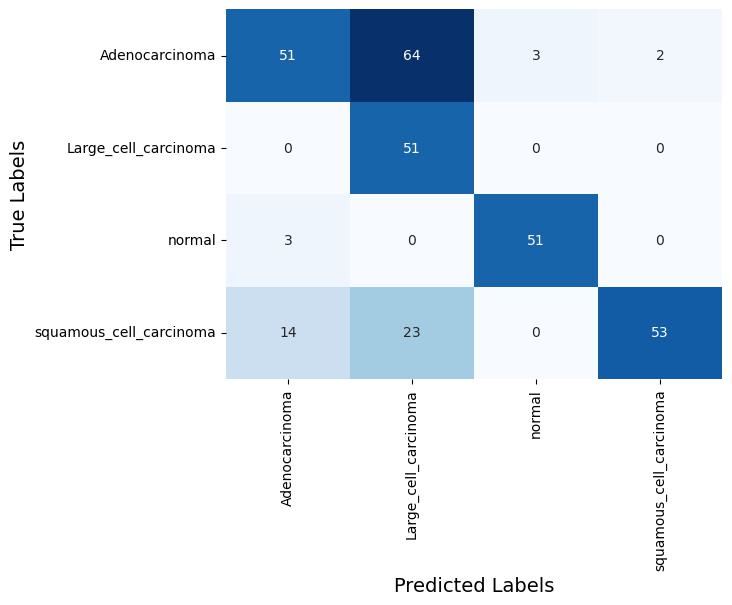 Adenocarcinoma 51 64 3 2
Large_cell_carcinoma 0 51 0 0
normal 3 0 51 0
squamous_cell_carcinoma 14 23 0 53
True Labels
Adenocarcinoma
Large_cell_carcinoma
normal
squamous_cell_carcinoma
Predicted Labels